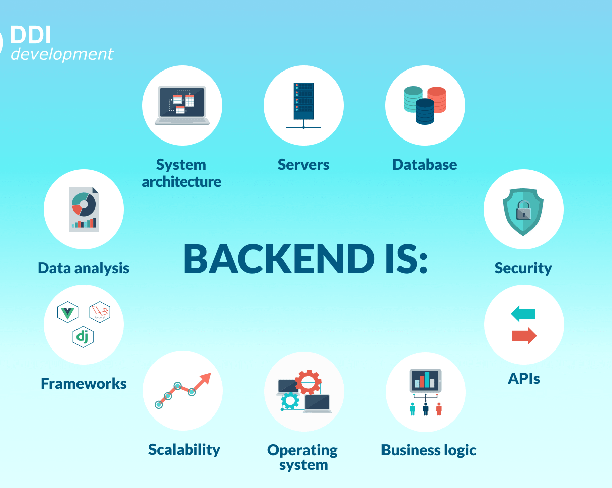 DDI
development
System
architecture
Servers
Database
Data analysis
BACKEND IS:
Security
Frameworks
dj
APIs
Scalability
Operating
system
Business logic